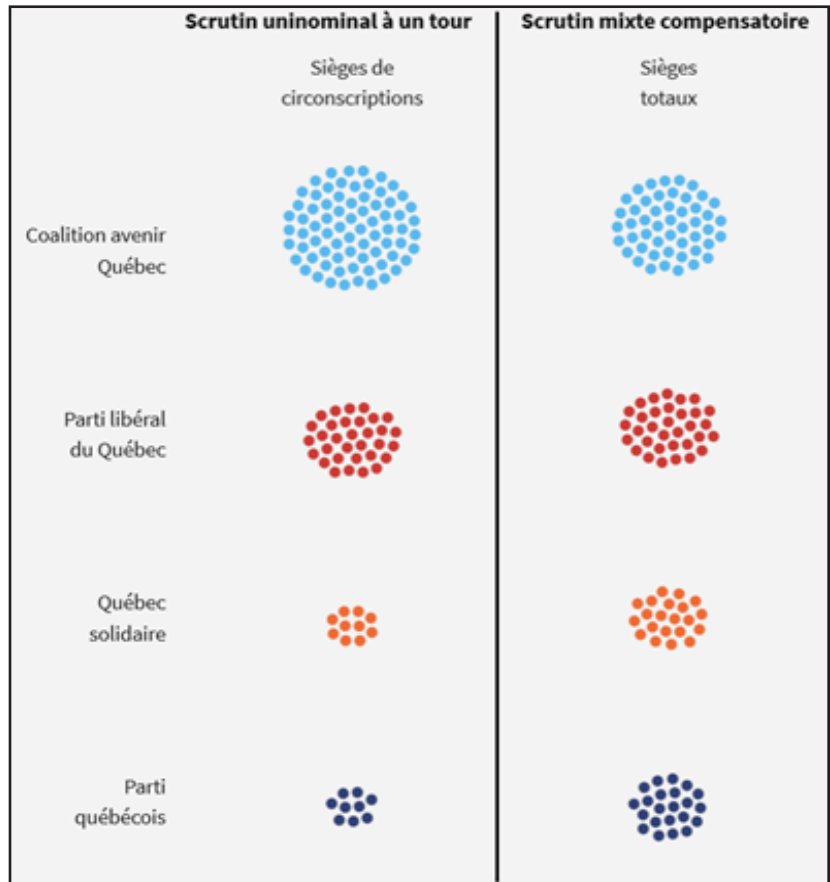 Scrutin uninominal à un tour
Scrutin mixte compensatoire
Sièges de
circonscriptions
Sièges
totaux
Coalition avenir
Québec
Parti libéral
du Québec
Québec
solidaire
Parti
québécois